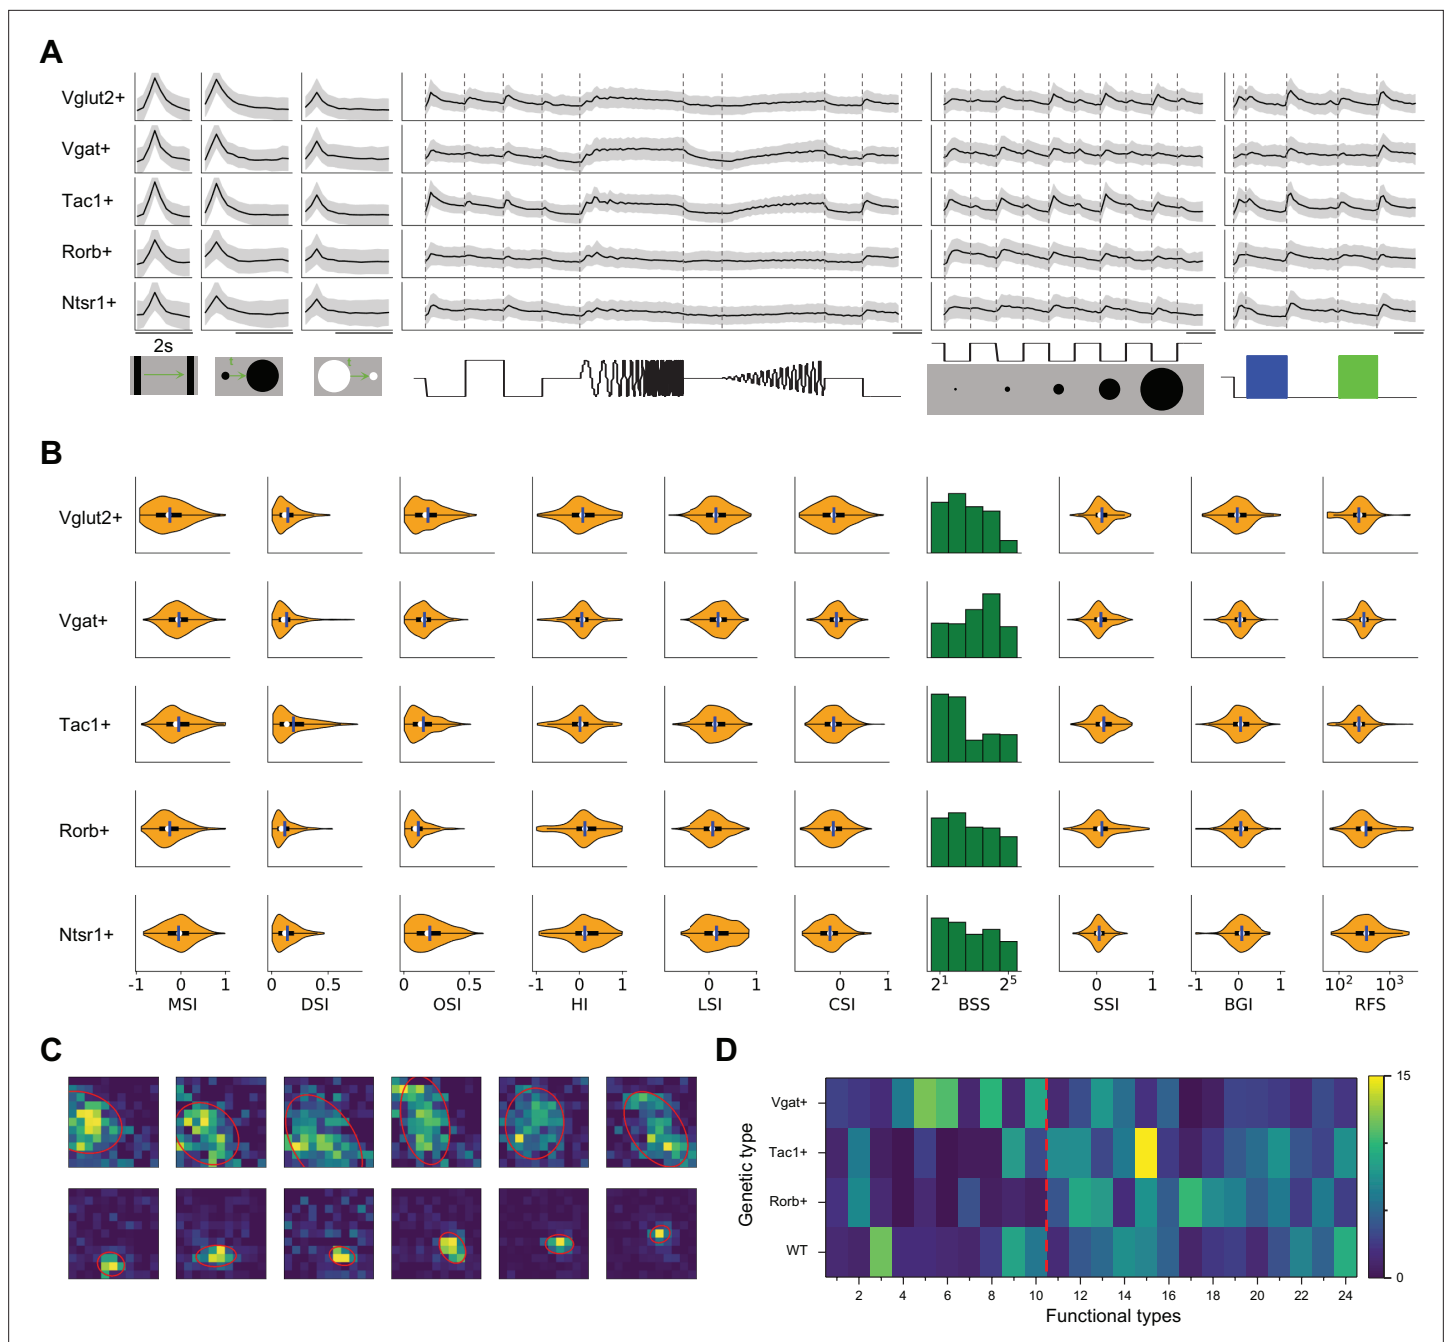 A
Vglut2+
Vgat+
Tac1+
Rorb+
Ntsr1+
2s
t
t
B
Vglut2+
Vgat+
Tac1+
Rorb+
Ntsr1+
-1 0 1 0 0.5 0 0.5 -1 0 1 0 1 0 2^1 2^5 0 1 -1 0 1 10^2 10^3
MSI DSI OSI HI LSI CSI BSS SSI BGI RFS
C
D
Genetic type
Vgat+
Tac1+
Rorb+
WT
15
0
2 4 6 8 10 12 14 16 18 20 22 24
Functional types